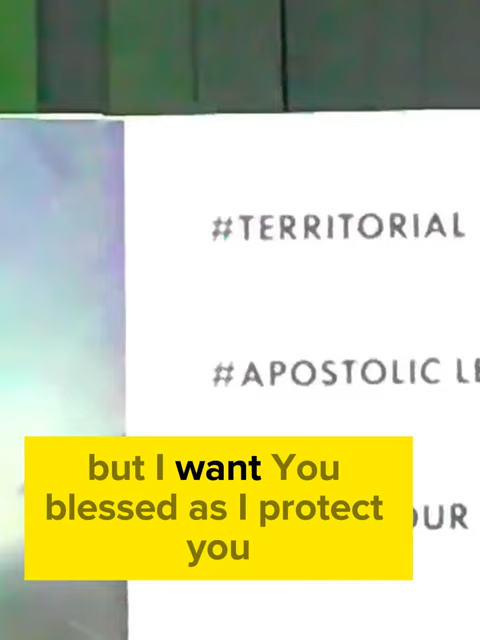 #TERRITORIAL
#APOSTOLIC
but I want You
blessed as I protect
you